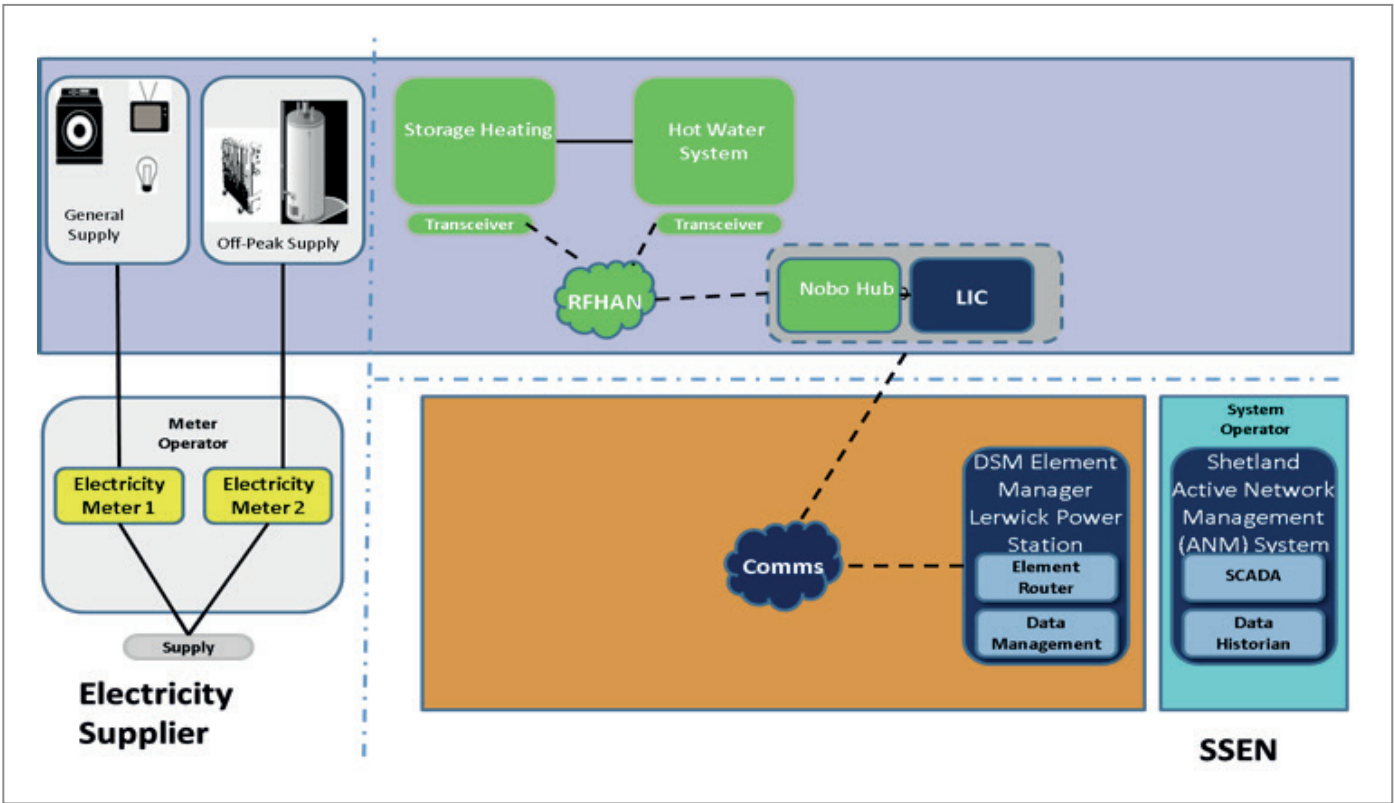 General
Supply
Off-Peak Supply
Storage Heating
Hot Water
System
Transceiver
Transceiver
RFHAN
Nobo Hub
LIC
Meter
Operator
Electricity
Meter 1
Electricity
Meter 2
Supply
Electricity
Supplier
Comms
DSM Element
Manager
Lerwick Power
Station
Element
Router
Data
Management
System
Operator
Shetland
Active Network
Management
(ANM) System
SCADA
Data
Historian
SSEN